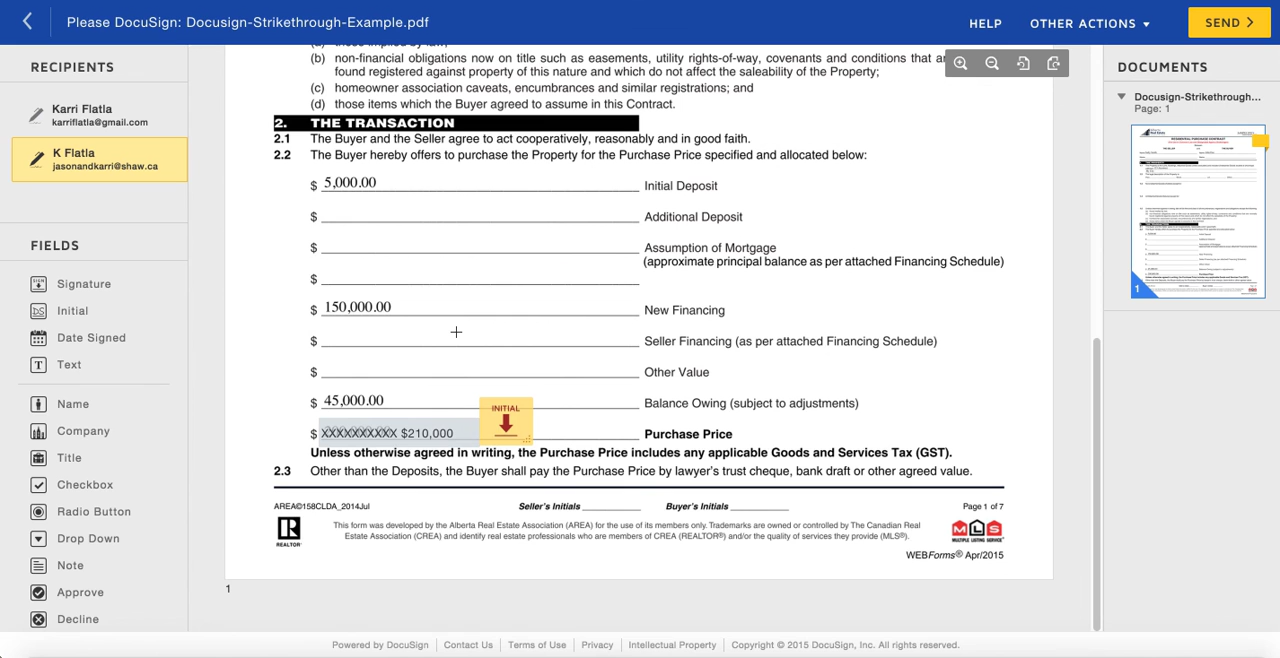 Please DocuSign: Docusign-Strikethrough-Example.pdf
HELP
OTHER ACTIONS
SEND
RECIPIENTS
Karri Flatla
karriflatla@gmail.com
K Flatla
jasonandkarri@shaw.ca
FIELDS
Signature
Initial
Date Signed
Text
Name
Company
Title
Checkbox
Radio Button
Drop Down
Note
Approve
Decline
(b) non-financial obligations now on title such as easements, utility rights-of-way, covenants and conditions that
found registered against property of this nature and which do not affect the saleability of the Property;
(c) homeowner association caveats, encumbrances and similar registrations; and
(d) those items which the Buyer agreed to assume in this Contract.
2. THE TRANSACTION
2.1 The Buyer and the Seller agree to act cooperatively, reasonably and in good faith.
2.2 The Buyer hereby offers to purchase the Property for the Purchase Price specified and allocated below:
$ 5,000.00 Initial Deposit
$ Additional Deposit
$ Assumption of Mortgage
(approximate principal balance as per attached Financing Schedule)
$
$ 150,000.00 New Financing
$ Seller Financing (as per attached Financing Schedule)
$ Other Value
$ 45,000.00 Balance Owing (subject to adjustments)
INITIAL
$ XXXXXXXXXX $210,000 Purchase Price
Unless otherwise agreed in writing, the Purchase Price includes any applicable Goods and Services Tax (GST).
2.3 Other than the Deposits, the Buyer shall pay the Purchase Price by lawyer's trust cheque, bank draft or other agreed value.
AREA©158CLDA_2014Jul Seller's Initials Buyer's Initials Page 1 of 7
R
REALTOR
This form was developed by the Alberta Real Estate Association (AREA) for the use of its members only. Trademarks are owned or controlled by The Canadian Real
Estate Association (CREA) and identify real estate professionals who are members of CREA (REALTOR®) and/or the quality of services they provide (MLS®).
MLS
MULTIPLE LISTING SERVICE
WEBForms® Apr/2015
1
DOCUMENTS
Docusign-Strikethrough...
Page: 1
1
Powered by DocuSign
Contact Us
Terms of Use
Privacy
Intellectual Property
Copyright © 2015 DocuSign, Inc. All rights reserved.